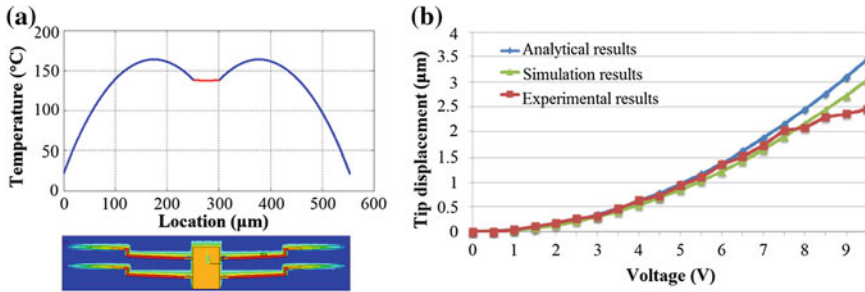 (a)
200
150
100
50
0
Temperature (°C)
0 100 200 300 400 500 600
Location (µm)
(b)
4
3.5
3
2.5
2
1.5
1
0.5
0
Tip displacement (µm)
Analytical results
Simulation results
Experimental results
0 1 2 3 4 5 6 7 8 9
Voltage (V)